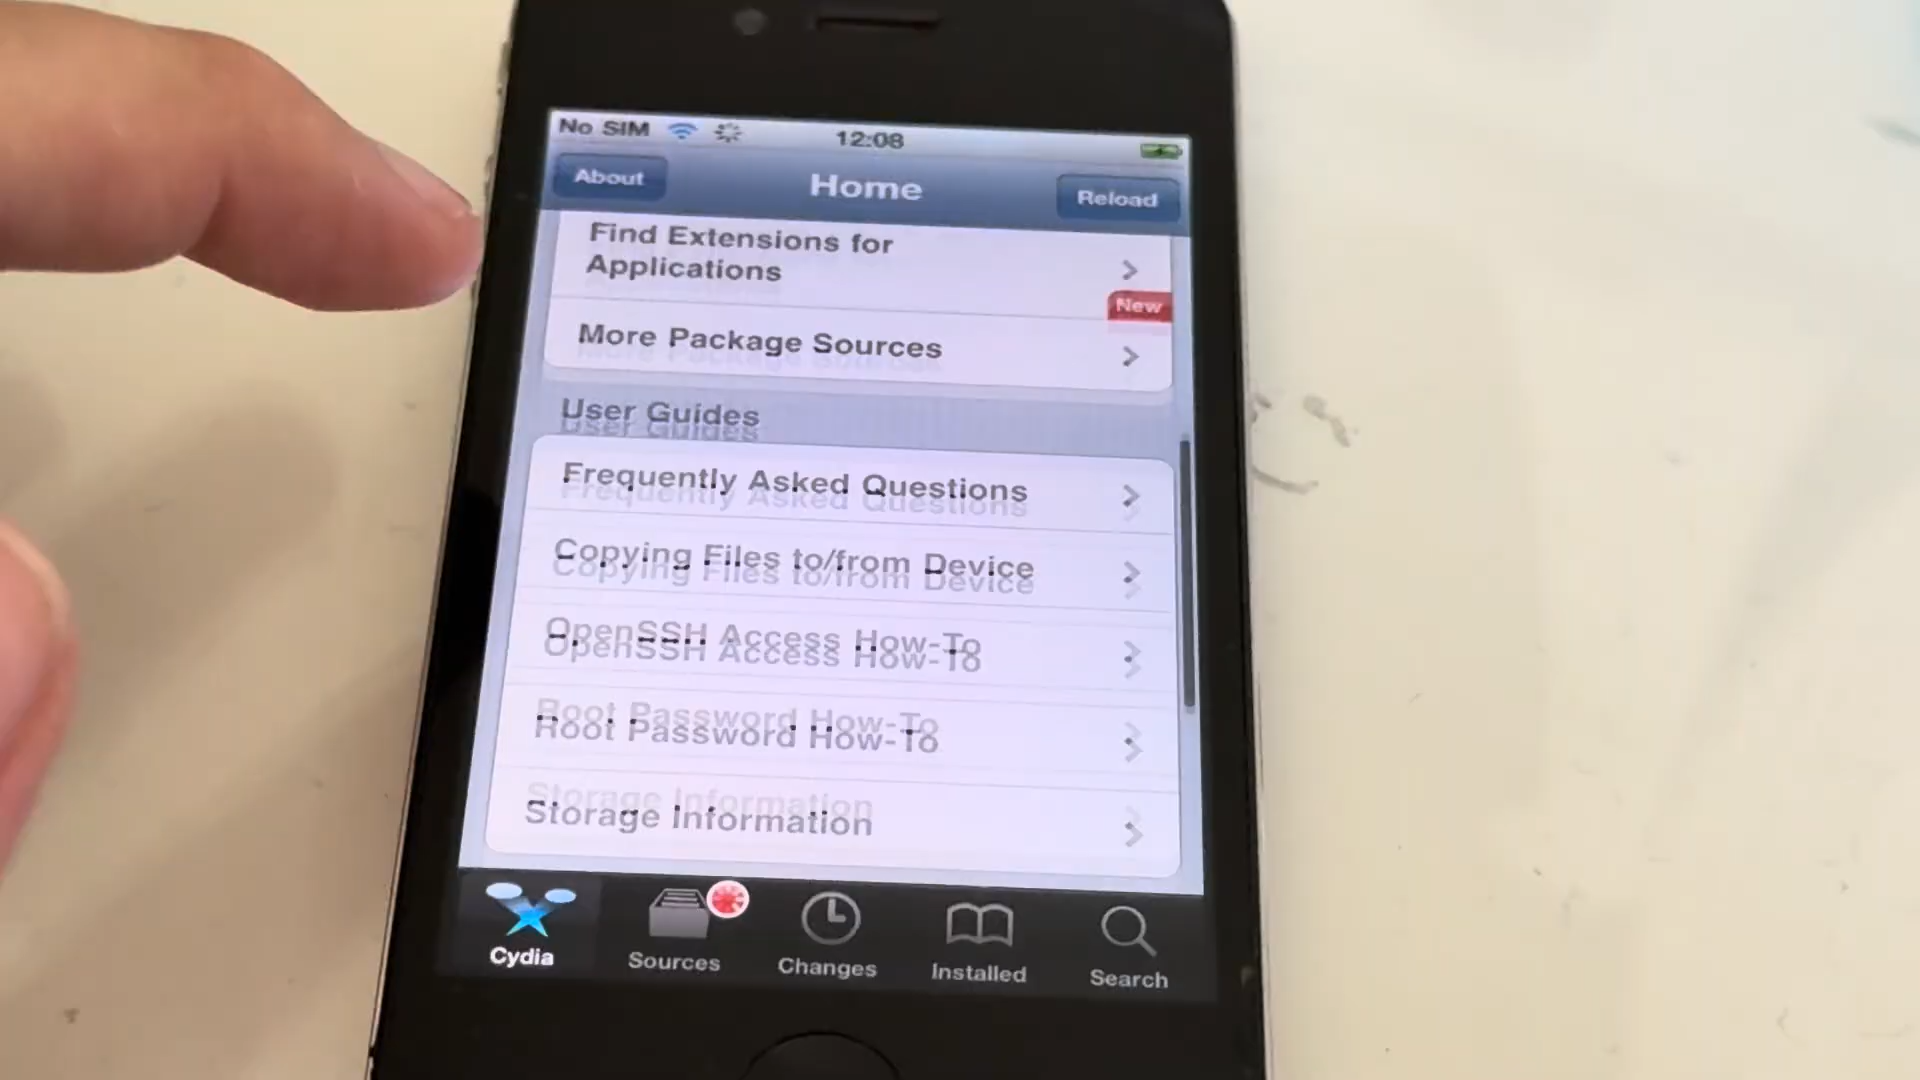 No SIM 12:08
About Home Reload
Find Extensions for
Applications
New
More Package Sources
User Guides
Frequently Asked Questions
Copying Files to/from Device
OpenSSH Access How-To
Root Password How-To
Storage Information
Cydia Sources Changes Installed Search